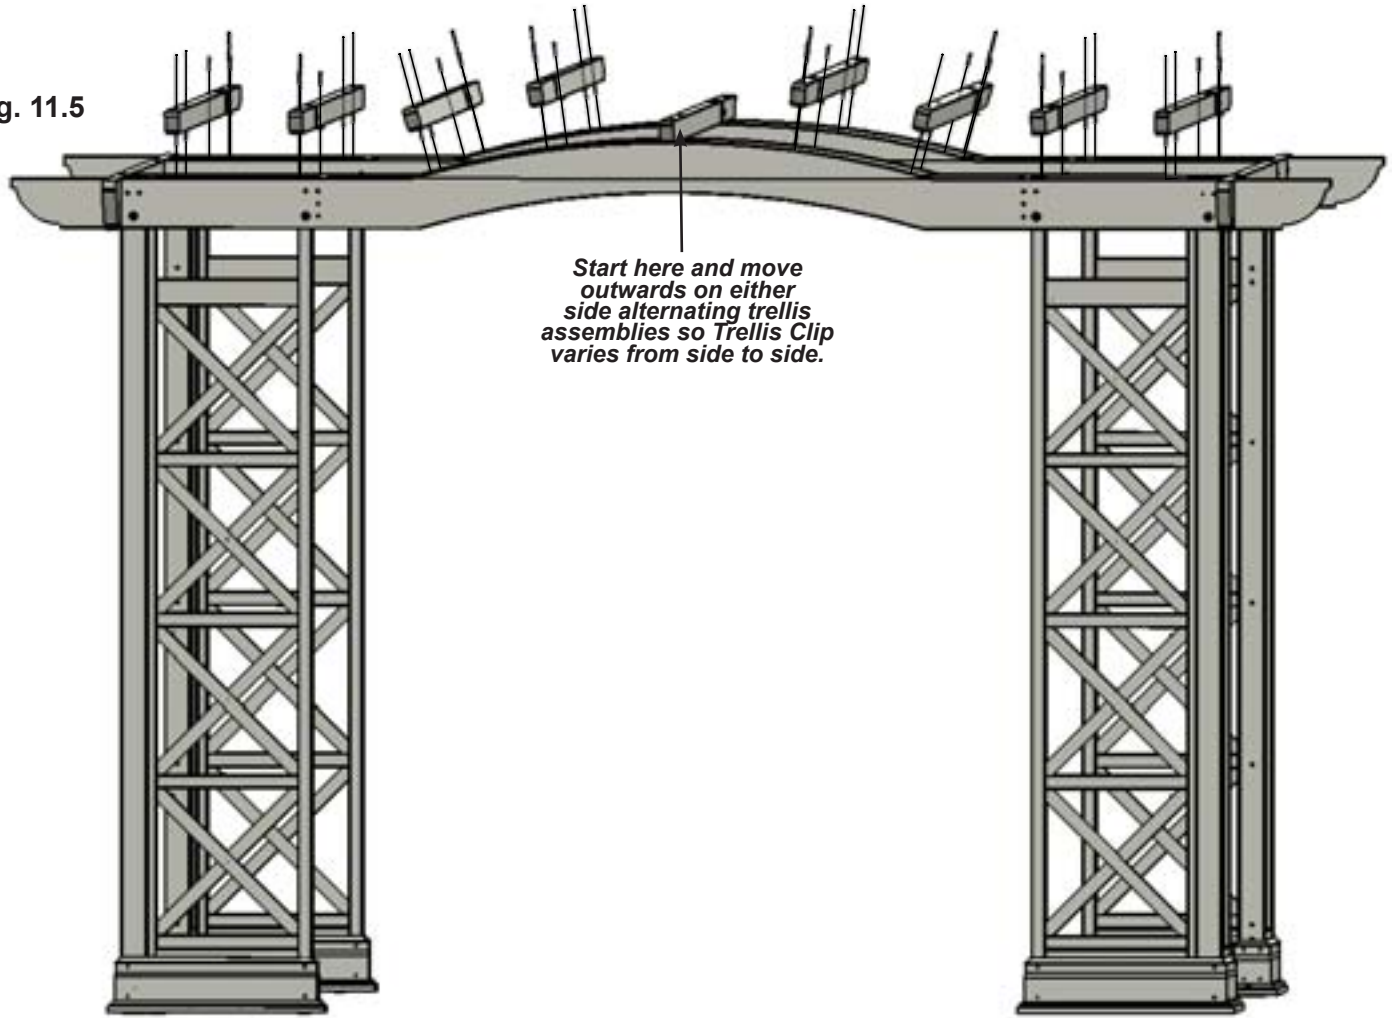 g. 11.5
Start here and move
outwards on either
side alternating trellis
assemblies so Trellis Clip
varies from side to side.